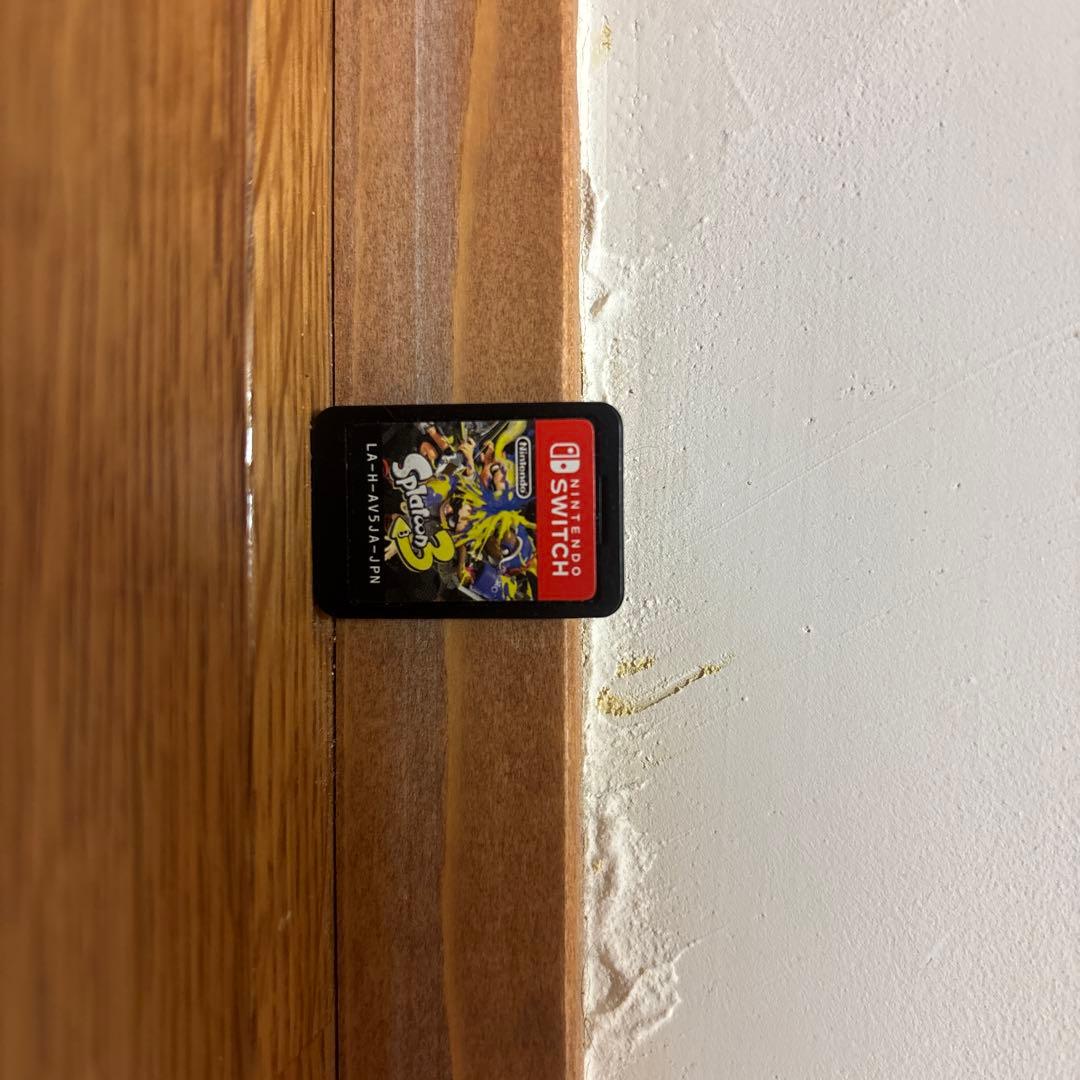 NINTENDO
SWITCH
Nintendo
Splatoon
3
LA-H-AV5JA-JPN